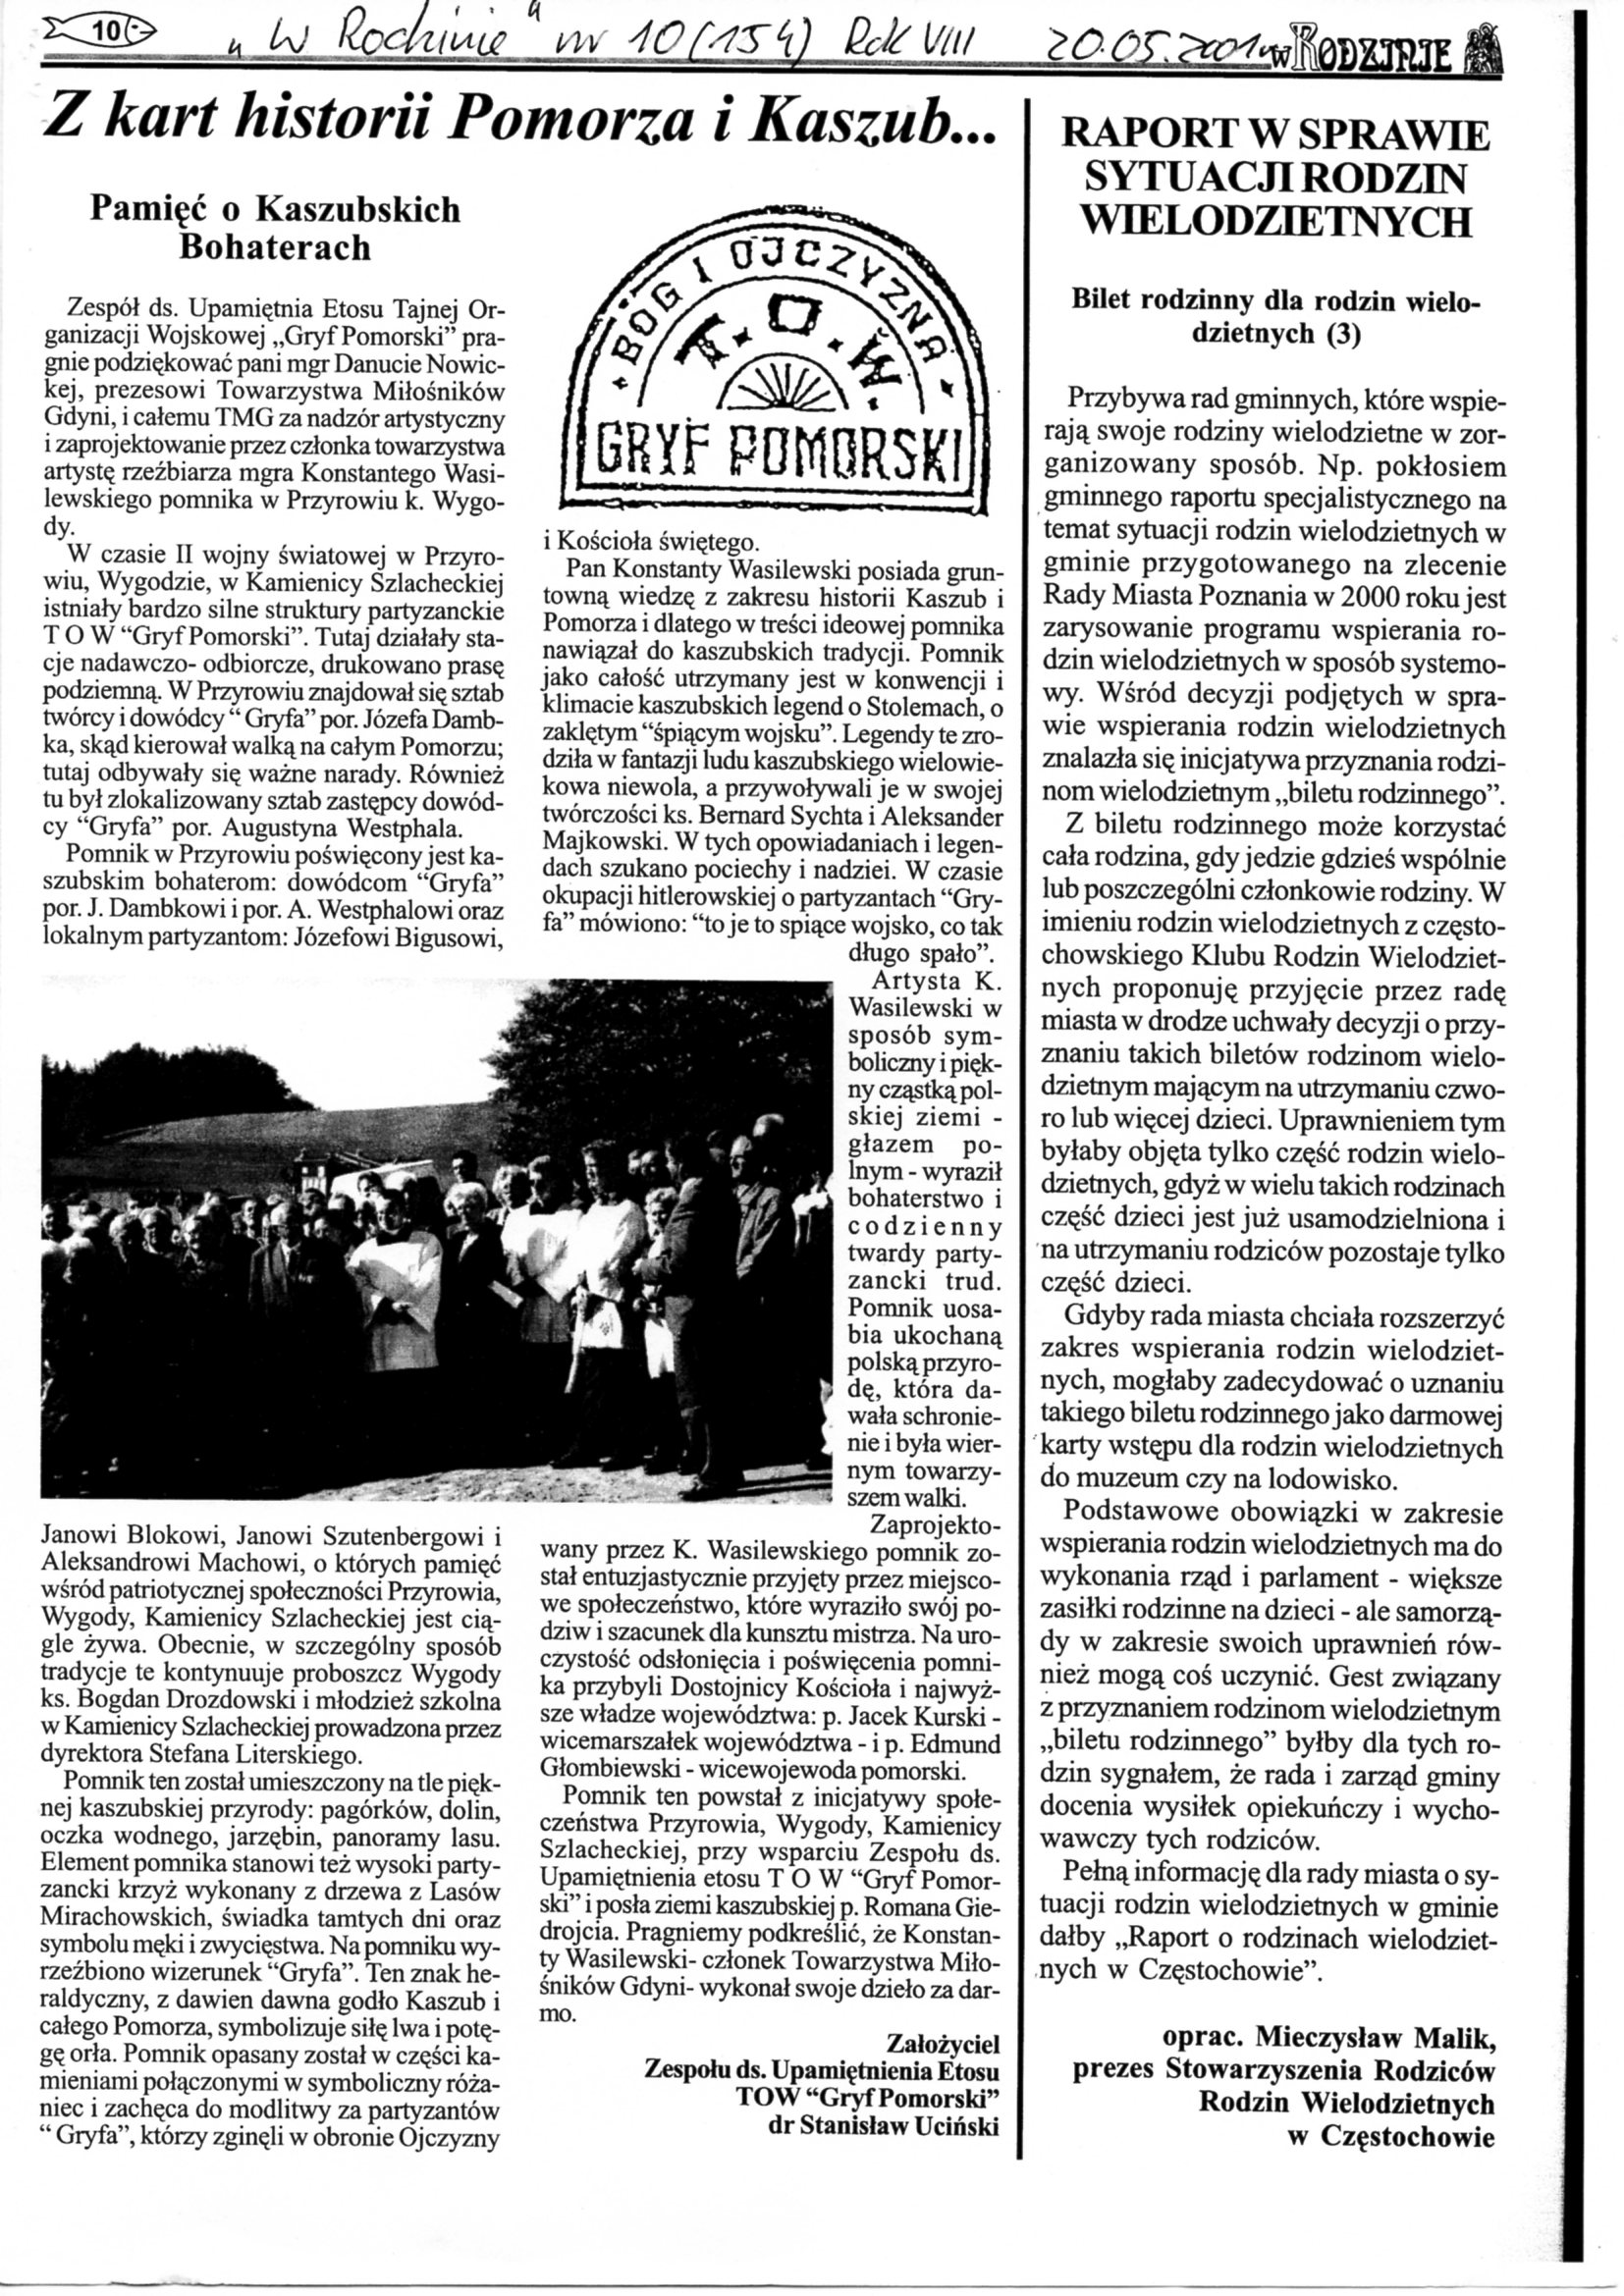 10
„W Rodzinie" nr 10(154) Rok VIII 20.05.2001r.
w RODZINIE
Z kart historii Pomorza i Kaszub...
Pamięć o Kaszubskich
Bohaterach
Zespół ds. Upamiętnia Etosu Tajnej Or-
ganizacji Wojskowej „Gryf Pomorski” pra-
gnie podziękować pani mgr Danucie Nowic-
kej, prezesowi Towarzystwa Miłośników
Gdyni, i całemu TMG za nadzór artystyczny
i zaprojektowanie przez członka towarzystwa
artystę rzeźbiarza mgra Konstantego Wasi-
lewskiego pomnika w Przyrowiu k. Wygo-
dy.
W czasie II wojny światowej w Przyro-
wiu, Wygodzie, w Kamienicy Szlacheckiej
istniały bardzo silne struktury partyzanckie
T O W “Gryf Pomorski”. Tutaj działały sta-
cje nadawczo- odbiorcze, drukowano prasę
podziemną. W Przyrowiu znajdował się sztab
twórcy i dowódcy “ Gryfa” por. Józefa Damb-
ka, skąd kierował walką na całym Pomorzu;
tutaj odbywały się ważne narady. Również
tu był zlokalizowany sztab zastępcy dowód-
cy “Gryfa” por. Augustyna Westphala.
Pomnik w Przyrowiu poświęcony jest ka-
szubskim bohaterom: dowódcom “Gryfa”
por. J. Dambkowi i por. A. Westphalowi oraz
lokalnym partyzantom: Józefowi Bigusowi,
Janowi Blokowi, Janowi Szutenbergowi i
Aleksandrowi Machowi, o których pamięć
wśród patriotycznej społeczności Przyrowia,
Wygody, Kamienicy Szlacheckiej jest cią-
gle żywa. Obecnie, w szczególny sposób
tradycje te kontynuuje proboszcz Wygody
ks. Bogdan Drozdowski i młodzież szkolna
w Kamienicy Szlacheckiej prowadzona przez
dyrektora Stefana Literskiego.
Pomnik ten został umieszczony na tle pięk-
nej kaszubskiej przyrody: pagórków, dolin,
oczka wodnego, jarzębin, panoramy lasu.
Element pomnika stanowi też wysoki party-
zancki krzyż wykonany z drzewa z Lasów
Mirachowskich, świadka tamtych dni oraz
symbolu męki i zwycięstwa. Na pomniku wy-
rzeźbiono wizerunek “Gryfa”. Ten znak he-
raldyczny, z dawien dawna godło Kaszub i
całego Pomorza, symbolizuje siłę lwa i potę-
gę orła. Pomnik opasany został w części ka-
mieniami połączonymi w symboliczny róża-
niec i zachęca do modlitwy za partyzantów
“ Gryfa”, którzy zginęli w obronie Ojczyzny
BÓG I OJCZYZNA
T.O.W.
GRYF POMORSKI
i Kościoła świętego.
Pan Konstanty Wasilewski posiada grun-
towną wiedzę z zakresu historii Kaszub i
Pomorza i dlatego w treści ideowej pomnika
nawiązał do kaszubskich tradycji. Pomnik
jako całość utrzymany jest w konwencji i
klimacie kaszubskich legend o Stolemach, o
zaklętym “śpiącym wojsku”. Legendy te zro-
dziła w fantazji ludu kaszubskiego wielowie-
kowa niewola, a przywoływali je w swojej
twórczości ks. Bernard Sychta i Aleksander
Majkowski. W tych opowiadaniach i legen-
dach szukano pociechy i nadziei. W czasie
okupacji hitlerowskiej o partyzantach “Gry-
fa” mówiono: “to je to spiące wojsko, co tak
długo spało”.
Artysta K.
Wasilewski w
sposób sym-
boliczny i pięk-
ny cząstką pol-
skiej ziemi -
głazem po-
lnym - wyraził
bohaterstwo i
codzienny
twardy party-
zancki trud.
Pomnik uosa-
bia ukochaną
polską przyro-
dę, która da-
wała schronie-
nie i była wier-
nym towarzy-
szem walki.
Zaprojekto-
wany przez K. Wasilewskiego pomnik zo-
stał entuzjastycznie przyjęty przez miejsco-
we społeczeństwo, które wyraziło swój po-
dziw i szacunek dla kunsztu mistrza. Na uro-
czystość odsłonięcia i poświęcenia pomni-
ka przybyli Dostojnicy Kościoła i najwyż-
sze władze województwa: p. Jacek Kurski -
wicemarszałek województwa - i p. Edmund
Głombiewski - wicewojewoda pomorski.
Pomnik ten powstał z inicjatywy społe-
czeństwa Przyrowia, Wygody, Kamienicy
Szlacheckiej, przy wsparciu Zespołu ds.
Upamiętnienia etosu T O W “Gryf Pomor-
ski” i posła ziemi kaszubskiej p. Romana Gie-
drojcia. Pragniemy podkreślić, że Konstan-
ty Wasilewski- członek Towarzystwa Miło-
śników Gdyni- wykonał swoje dzieło za dar-
mo.
Założyciel
Zespołu ds. Upamiętnienia Etosu
TOW “Gryf Pomorski”
dr Stanisław Uciński
RAPORT W SPRAWIE
SYTUACJI RODZIN
WIELODZIETNYCH
Bilet rodzinny dla rodzin wielo-
dzietnych (3)
Przybywa rad gminnych, które wspie-
rają swoje rodziny wielodzietne w zor-
ganizowany sposób. Np. pokłosiem
gminnego raportu specjalistycznego na
temat sytuacji rodzin wielodzietnych w
gminie przygotowanego na zlecenie
Rady Miasta Poznania w 2000 roku jest
zarysowanie programu wspierania ro-
dzin wielodzietnych w sposób systemo-
wy. Wśród decyzji podjętych w spra-
wie wspierania rodzin wielodzietnych
znalazła się inicjatywa przyznania rodzi-
nom wielodzietnym „biletu rodzinnego”.
Z biletu rodzinnego może korzystać
cała rodzina, gdy jedzie gdzieś wspólnie
lub poszczególni członkowie rodziny. W
imieniu rodzin wielodzietnych z często-
chowskiego Klubu Rodzin Wielodziet-
nych proponuję przyjęcie przez radę
miasta w drodze uchwały decyzji o przy-
znaniu takich biletów rodzinom wielo-
dzietnym mającym na utrzymaniu czwo-
ro lub więcej dzieci. Uprawnieniem tym
byłaby objęta tylko część rodzin wielo-
dzietnych, gdyż w wielu takich rodzinach
część dzieci jest już usamodzielniona i
na utrzymaniu rodziców pozostaje tylko
część dzieci.
Gdyby rada miasta chciała rozszerzyć
zakres wspierania rodzin wielodziet-
nych, mogłaby zadecydować o uznaniu
takiego biletu rodzinnego jako darmowej
karty wstępu dla rodzin wielodzietnych
do muzeum czy na lodowisko.
Podstawowe obowiązki w zakresie
wspierania rodzin wielodzietnych ma do
wykonania rząd i parlament - większe
zasiłki rodzinne na dzieci - ale samorzą-
dy w zakresie swoich uprawnień rów-
nież mogą coś uczynić. Gest związany
z przyznaniem rodzinom wielodzietnym
„biletu rodzinnego” byłby dla tych ro-
dzin sygnałem, że rada i zarząd gminy
docenia wysiłek opiekuńczy i wycho-
wawczy tych rodziców.
Pełną informację dla rady miasta o sy-
tuacji rodzin wielodzietnych w gminie
dałby „Raport o rodzinach wielodziet-
nych w Częstochowie”.
oprac. Mieczysław Malik,
prezes Stowarzyszenia Rodziców
Rodzin Wielodzietnych
w Częstochowie